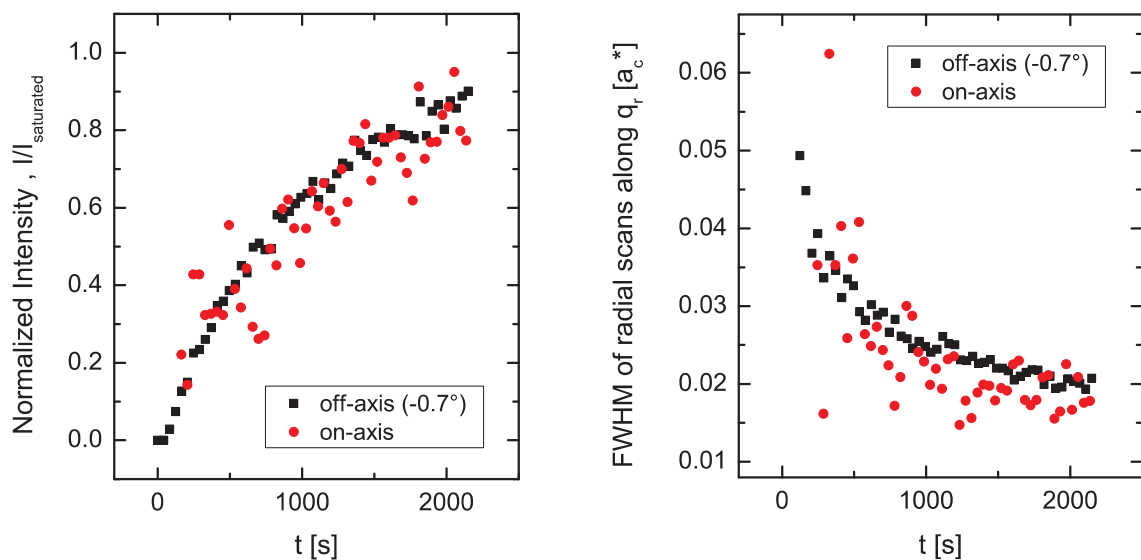 Normalized Intensity , I/I_saturated
1.0
0.8
0.6
0.4
0.2
0.0
off-axis (-0.7°)
on-axis
0 1000 2000
t [s]
FWHM of radial scans along q_r [a_c*]
0.06
0.05
0.04
0.03
0.02
0.01
off-axis (-0.7°)
on-axis
0 1000 2000
t [s]